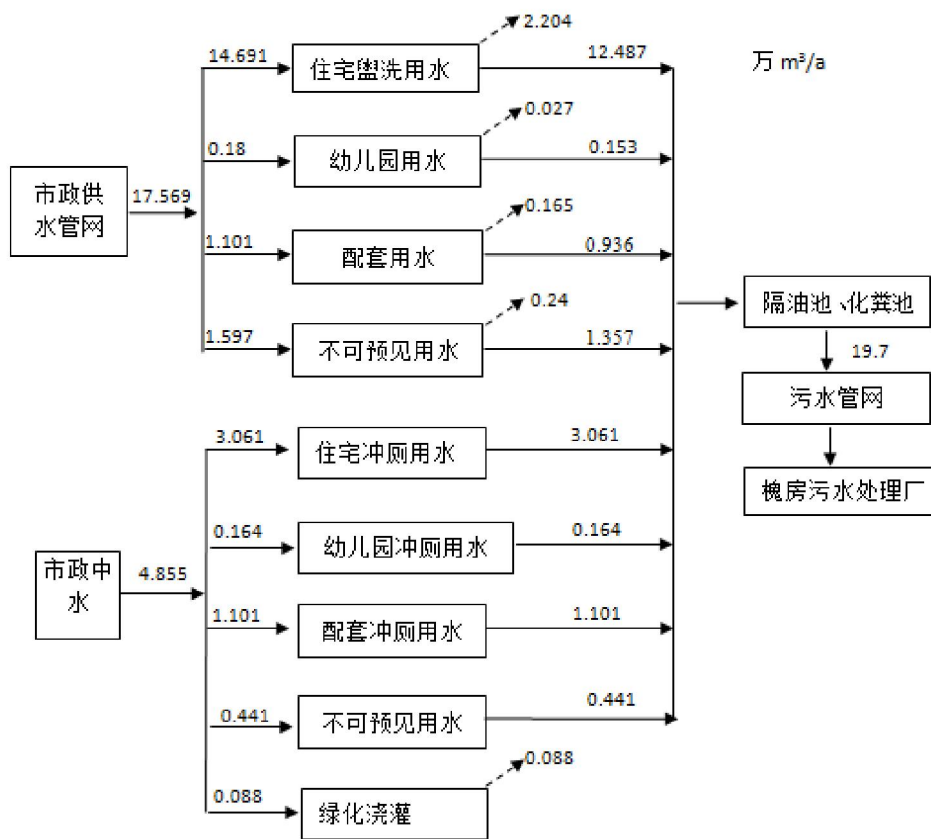 2.204
14.691
住宅盥洗用水
12.487
万 m³/a
0.027
0.18
幼儿园用水
0.153
市政供
水管网
17.569
0.165
1.101
配套用水
0.936
0.24
1.597
不可预见用水
1.357
隔油池、化粪池
19.7
污水管网
槐房污水处理厂
3.061
住宅冲厕用水
3.061
0.164
幼儿园冲厕用水
0.164
市政中
水
4.855
1.101
配套冲厕用水
1.101
0.441
不可预见用水
0.441
0.088
0.088
绿化浇灌